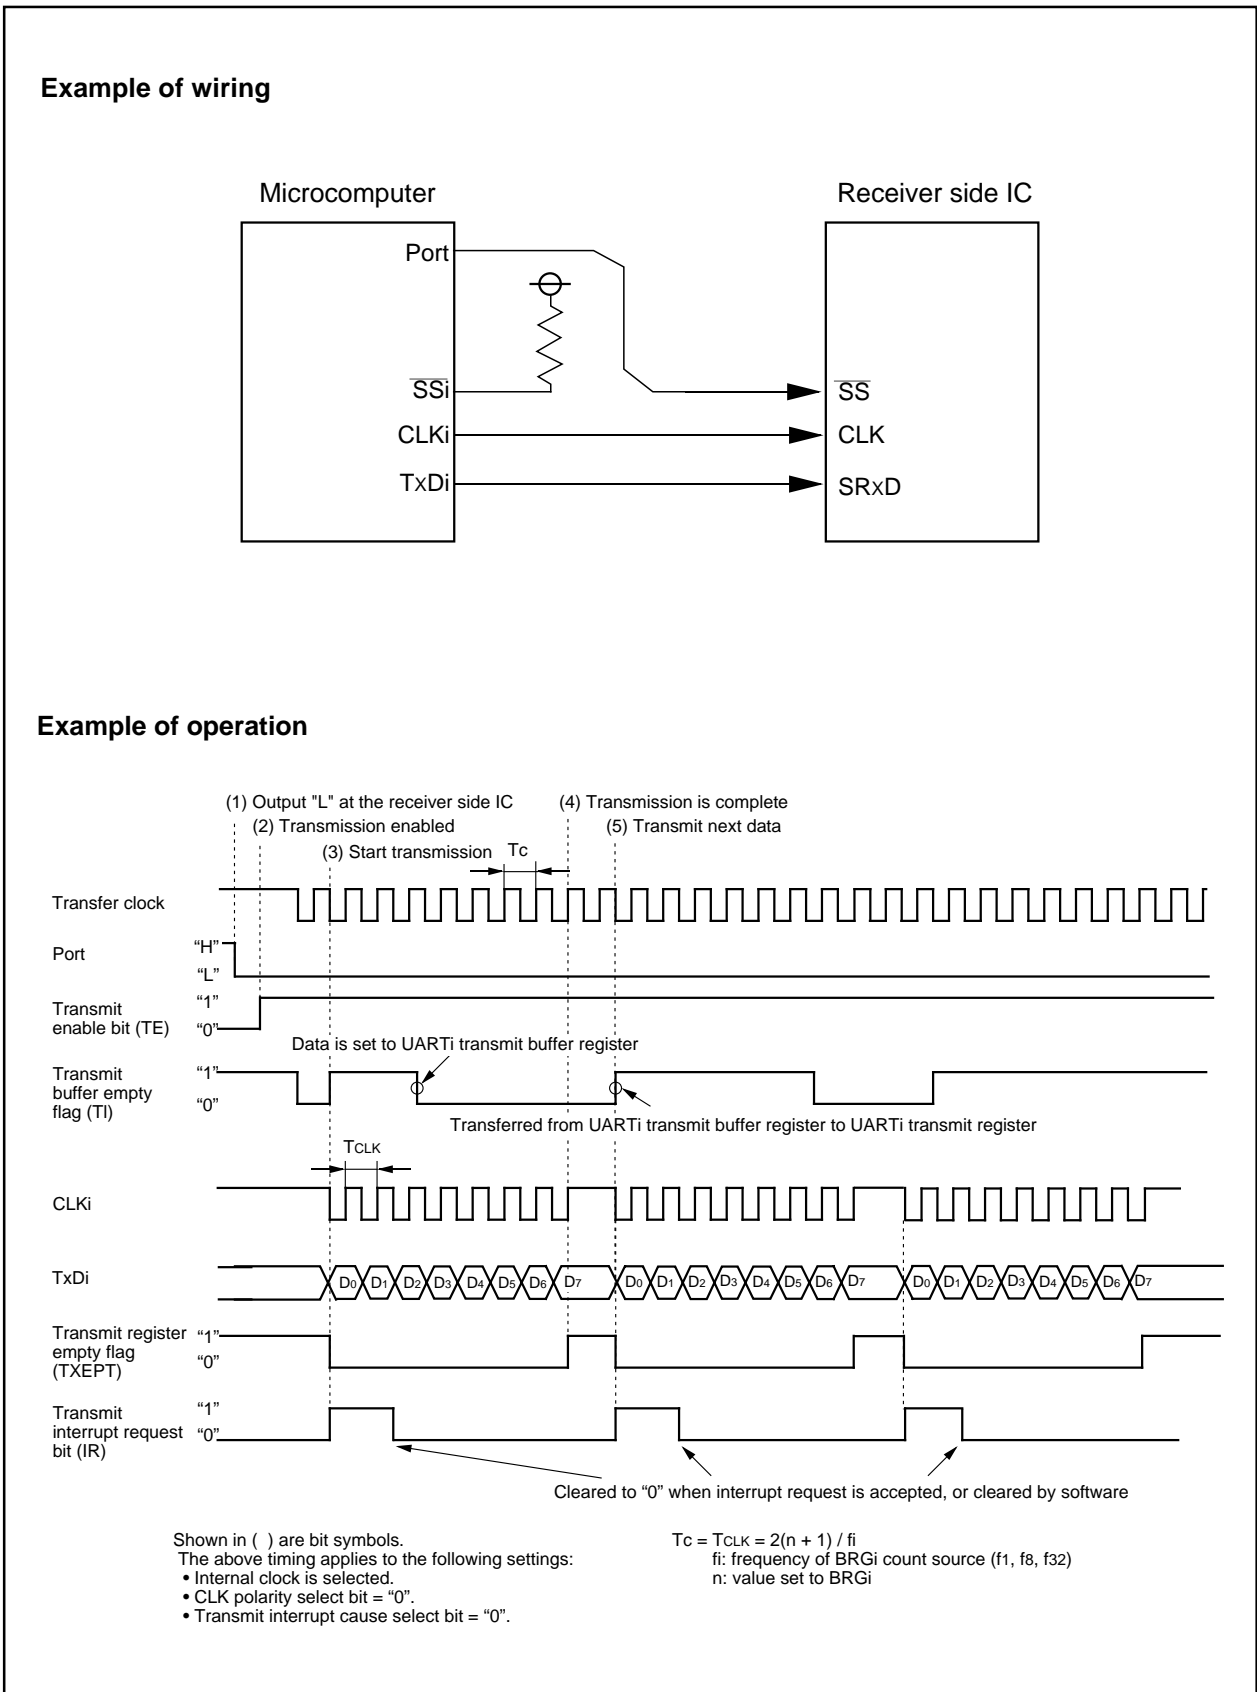 Example of wiring
Microcomputer
Receiver side IC
Port
SSi
SS
CLKi
CLK
TxDi
SRxD
Example of operation
(1) Output "L" at the receiver side IC
(4) Transmission is complete
(2) Transmission enabled
(5) Transmit next data
(3) Start transmission
Tc
Transfer clock
Port
“H”
“L”
Transmit
enable bit (TE)
“1”
“0”
Data is set to UARTi transmit buffer register
Transmit
buffer empty
flag (Tl)
“1”
“0”
Transferred from UARTi transmit buffer register to UARTi transmit register
TCLK
CLKi
TxDi
D0 D1 D2 D3 D4 D5 D6 D7 D0 D1 D2 D3 D4 D5 D6 D7 D0 D1 D2 D3 D4 D5 D6 D7
Transmit register
empty flag
(TXEPT)
“1”
“0”
Transmit
interrupt request
bit (IR)
“1”
“0”
Cleared to “0” when interrupt request is accepted, or cleared by software
Shown in ( ) are bit symbols.
The above timing applies to the following settings:
• Internal clock is selected.
• CLK polarity select bit = “0”.
• Transmit interrupt cause select bit = “0”.
Tc = TCLK = 2(n + 1) / fi
fi: frequency of BRGi count source (f1, f8, f32)
n: value set to BRGi